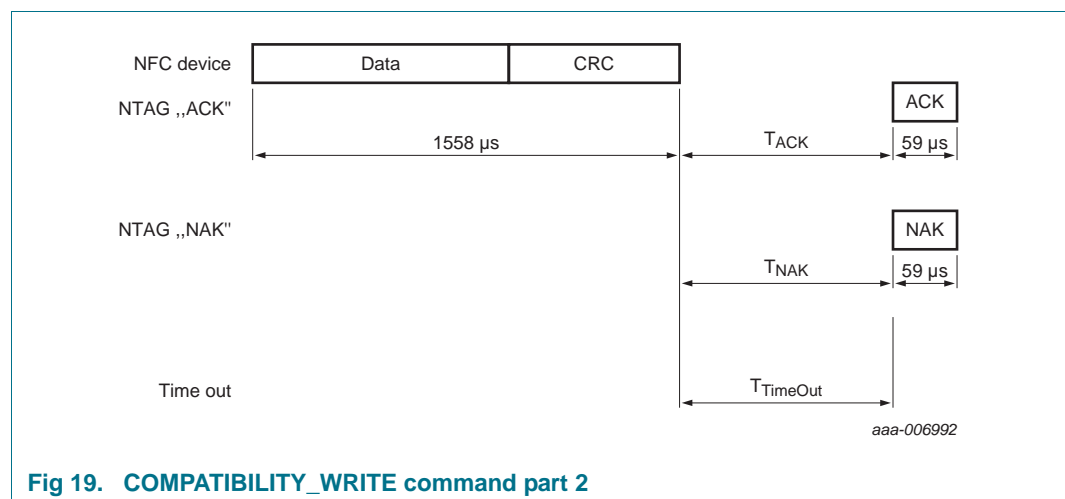 NFC device Data CRC
NTAG ,,ACK" ACK
1558 µs TACK 59 µs
NTAG ,,NAK" NAK
TNAK 59 µs
Time out TTimeOut
aaa-006992
Fig 19. COMPATIBILITY_WRITE command part 2